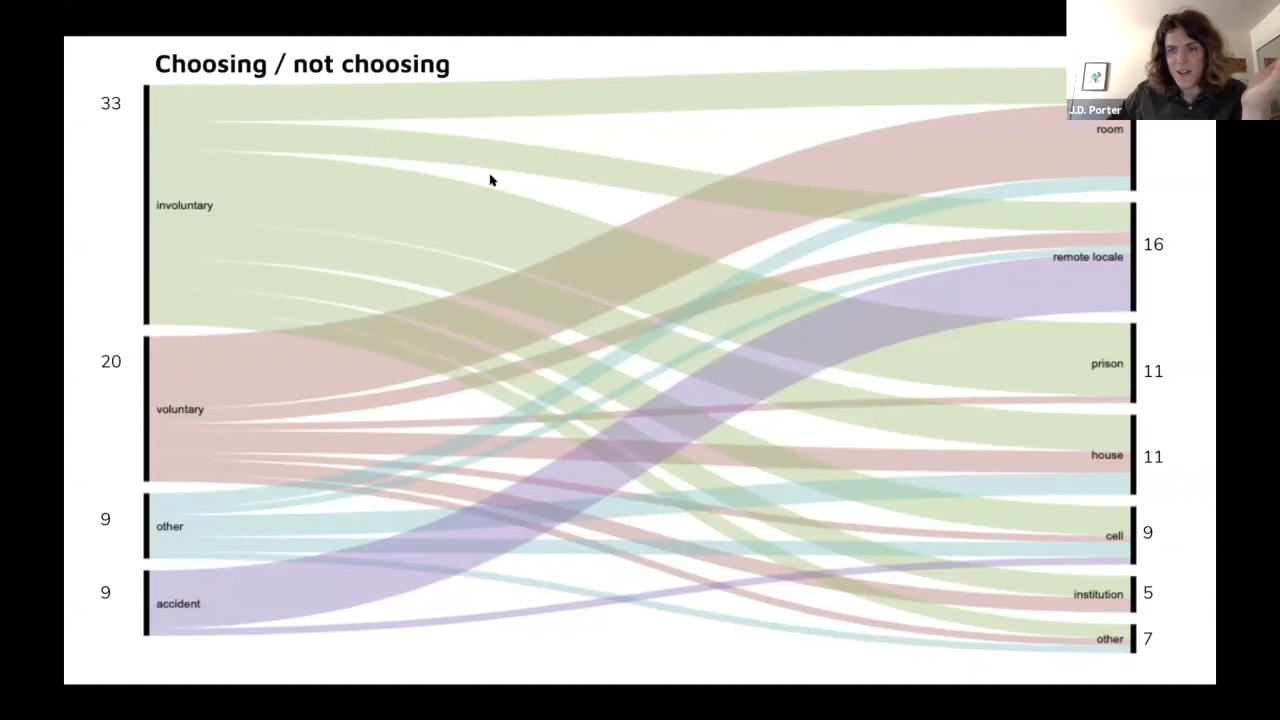 Choosing / not choosing
J.D. Porter
33
involuntary
20
voluntary
9
other
9
accident
room
16
remote locale
prison
11
house
11
cell
9
institution
5
other
7